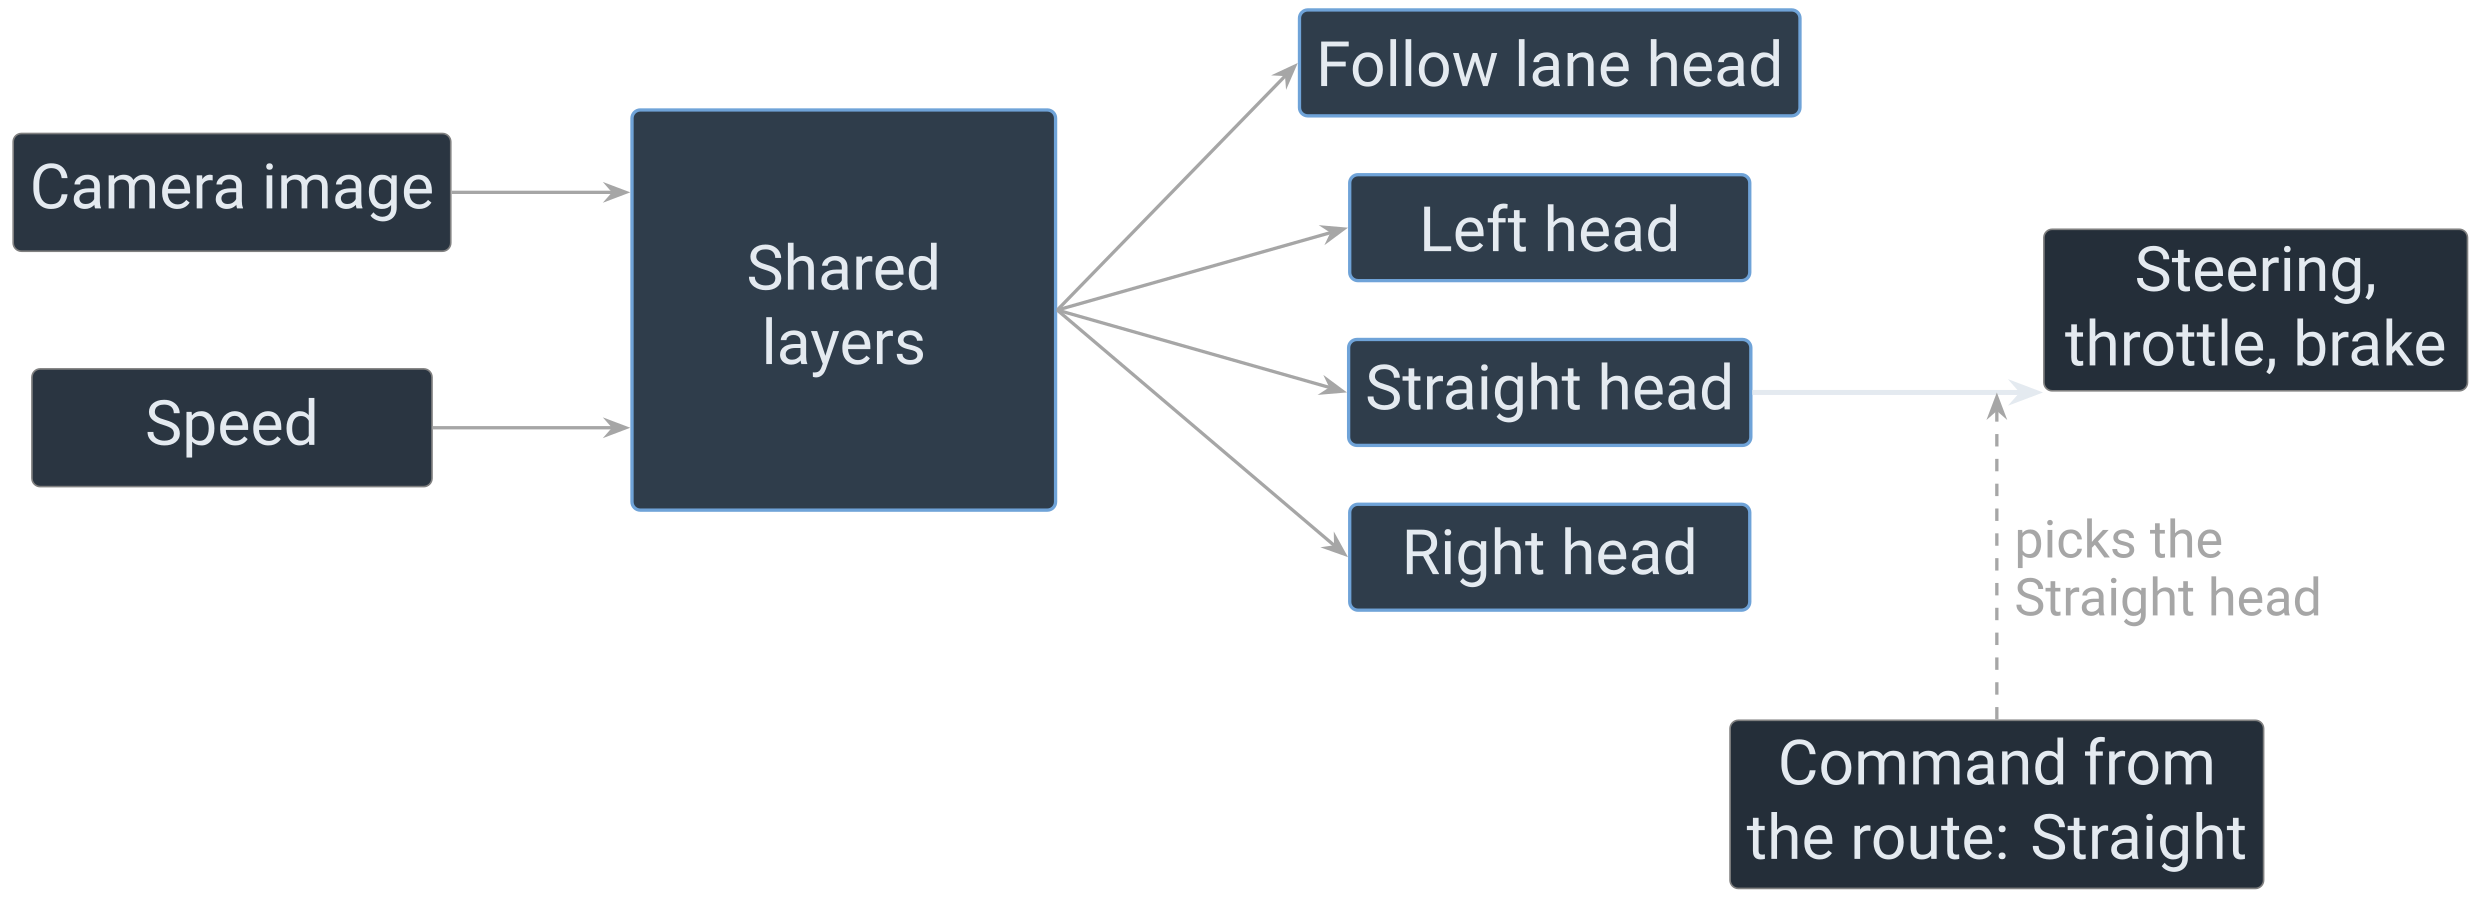 Camera image
Speed
Shared
layers
Follow lane head
Left head
Straight head
Right head
Steering,
throttle, brake
picks the
Straight head
Command from
the route: Straight